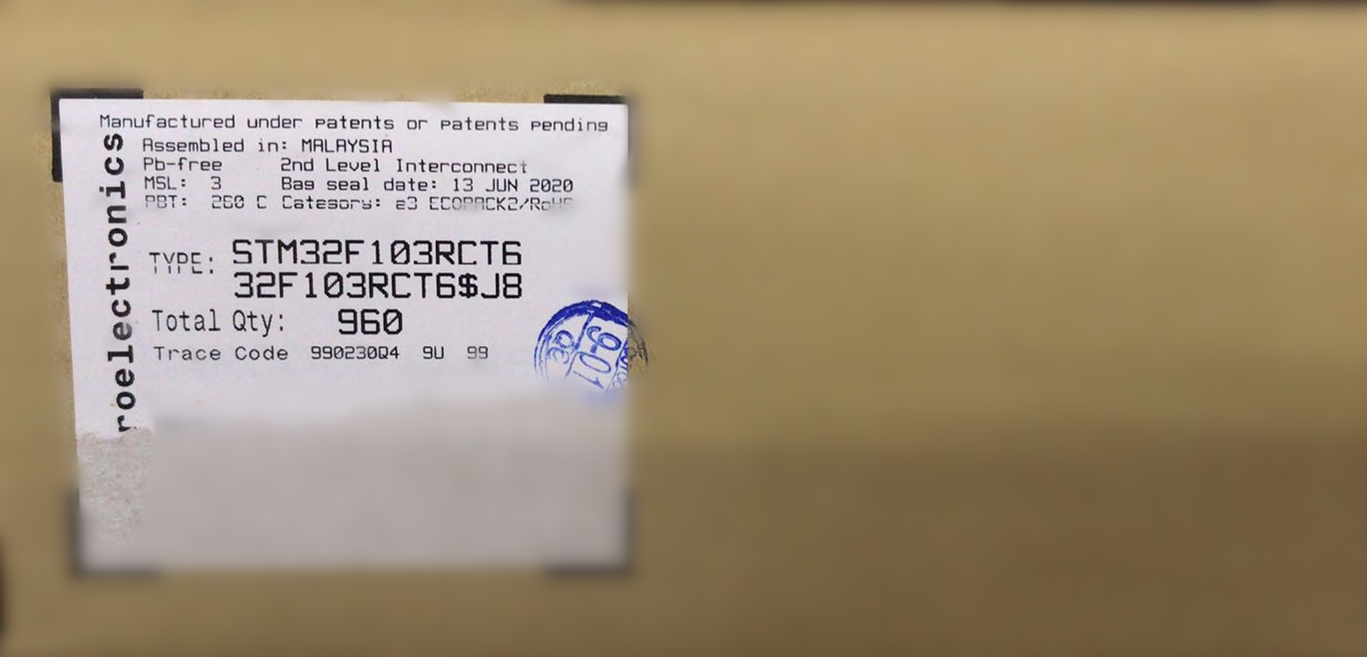 Manufactured under patents or patents pending
Assembled in: MALAYSIA
Pb-free 2nd Level Interconnect
MSL: 3 Bag seal date: 13 JUN 2020
PBT: 260 C Category: e3 ECOPACK2/RoHS
TYPE: STM32F103RCT6
32F103RCT6$J8
Total Qty: 960
Trace Code 990230Q4 9U 99
roelectronics
19-01